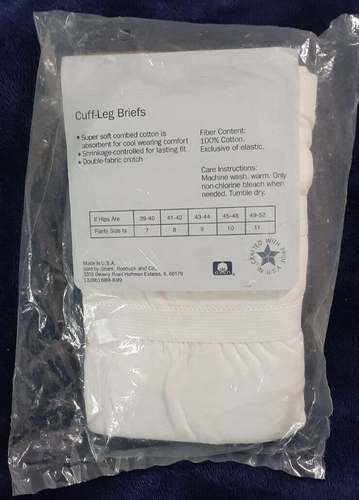 Cuff-Leg Briefs
• Super soft combed cotton is
absorbent for cool wearing comfort
• Shrinkage-controlled for lasting fit
• Double-fabric crotch
Fiber Content:
100% Cotton.
Exclusive of elastic.
Care Instructions:
Machine wash, warm. Only
non-chlorine bleach when
needed. Tumble dry.
If Hips Are 39-40 41-42 43-44 45-48 49-52
Panty Size Is 7 8 9 10 11
Made in U.S.A.
Sold by Sears, Roebuck and Co.,
3333 Beverly Road Hoffman Estates, IL 60179
CRAFTED WITH PRIDE
IN U.S.A.